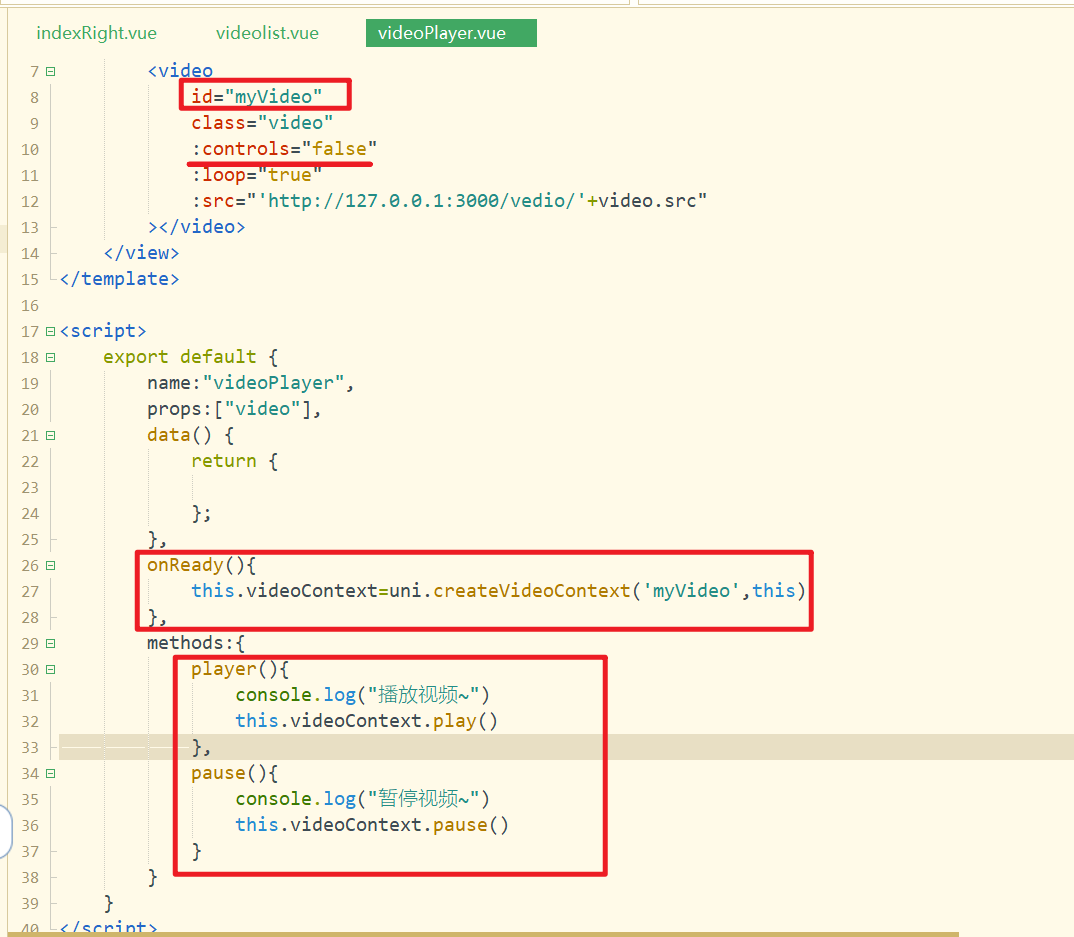 indexRight.vue videolist.vue videoPlayer.vue
7 <video
8 id="myVideo"
9 class="video"
10 :controls="false"
11 :loop="true"
12 :src="'http://127.0.0.1:3000/vedio/'+video.src"
13 ></video>
14 </view>
15 </template>
16
17 <script>
18 export default {
19 name:"videoPlayer",
20 props:["video"],
21 data() {
22 return {
23
24 };
25 },
26 onReady(){
27 this.videoContext=uni.createVideoContext('myVideo',this)
28 },
29 methods:{
30 player(){
31 console.log("播放视频~")
32 this.videoContext.play()
33 },
34 pause(){
35 console.log("暂停视频~")
36 this.videoContext.pause()
37 }
38 }
39 }
40 </script>